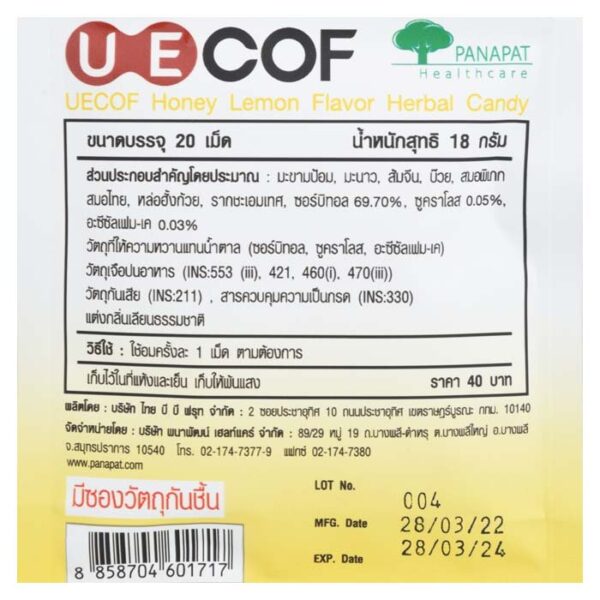 UECOF
PANAPAT
Healthcare
UECOF Honey Lemon Flavor Herbal Candy
ขนาดบรรจุ 20 เม็ด น้ำหนักสุทธิ 18 กรัม
ส่วนประกอบสำคัญโดยประมาณ : มะขามป้อม, มะนาว, ส้มจีน, บ๊วย, สมอพิเภก
สมอไทย, หล่อฮั้งก้วย, รากชะเอมเทศ, ซอร์บิทอล 69.70%, ซูคราโลส 0.05%,
อะซีซัลเฟม-เค 0.03%
วัตถุที่ให้ความหวานแทนน้ำตาล (ซอร์บิทอล, ซูคราโลส, อะซีซัลเฟม-เค)
วัตถุเจือปนอาหาร (INS:553 (iii), 421, 460(i), 470(iii))
วัตถุกันเสีย (INS:211) , สารควบคุมความเป็นกรด (INS:330)
แต่งกลิ่นเลียนธรรมชาติ
วิธีใช้ : ใช้อมครั้งละ 1 เม็ด ตามต้องการ
เก็บไว้ในที่แห้งและเย็น เก็บให้พ้นแสง ราคา 40 บาท
ผลิตโดย : บริษัท ไทย บี บี ฟรุท จำกัด : 2 ซอยประชาอุทิศ 10 ถนนประชาอุทิศ เขตราษฎร์บูรณะ กทม. 10140
จัดจำหน่ายโดย : บริษัท พนาพัฒน์ เฮลท์แคร์ จำกัด : 89/29 หมู่ 19 ถ.บางพลี-ตำหรุ ต.บางพลีใหญ่ อ.บางพลี
จ.สมุทรปราการ 10540 โทร. 02-174-7377-9 แฟกซ์ 02-174-7380
www.panapat.com
มีซองวัตถุกันชื้น
LOT No. 004
MFG. Date 28/03/22
EXP. Date 28/03/24
8 858704 601717